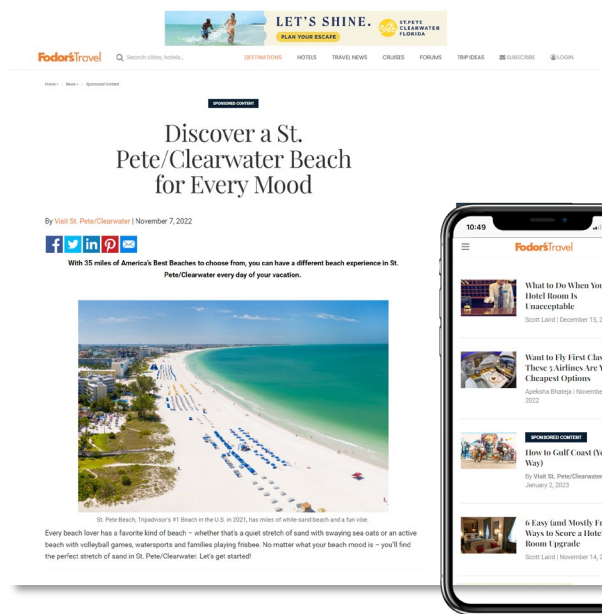 LET'S SHINE.
PLAN YOUR ESCAPE
ST.PETE
CLEARWATER
FLORIDA
Fodor's Travel
Search cities, hotels...
DESTINATIONS HOTELS TRAVEL NEWS CRUISES FORUMS TRIP IDEAS SUBSCRIBE LOGIN
Home > / News > / Sponsored Content
SPONSORED CONTENT
Discover a St.
Pete/Clearwater Beach
for Every Mood
By Visit St. Pete/Clearwater | November 7, 2022
With 35 miles of America's Best Beaches to choose from, you can have a different beach experience in St.
Pete/Clearwater every day of your vacation.
St. Pete Beach, Tripadvisor's #1 Beach in the U.S. in 2021, has miles of white-sand beach and a fun vibe.
Every beach lover has a favorite kind of beach – whether that's a quiet stretch of sand with swaying sea oats or an active
beach with volleyball games, watersports and families playing frisbee. No matter what your beach mood is – you'll find
the perfect stretch of sand in St. Pete/Clearwater. Let's get started!
10:49
Fodor's Travel
What to Do When You
Hotel Room Is
Unacceptable
Scott Laird | December 15, 2
Want to Fly First Clas
These 5 Airlines Are Y
Cheapest Options
Apeksha Bhateja | Novembe
2022
SPONSORED CONTENT
How to Gulf Coast (Yo
Way)
By Visit St. Pete/Clearwater
January 2, 2023
6 Easy (and Mostly Fr
Ways to Score a Hote
Room Upgrade
Scott Laird | November 14, 2